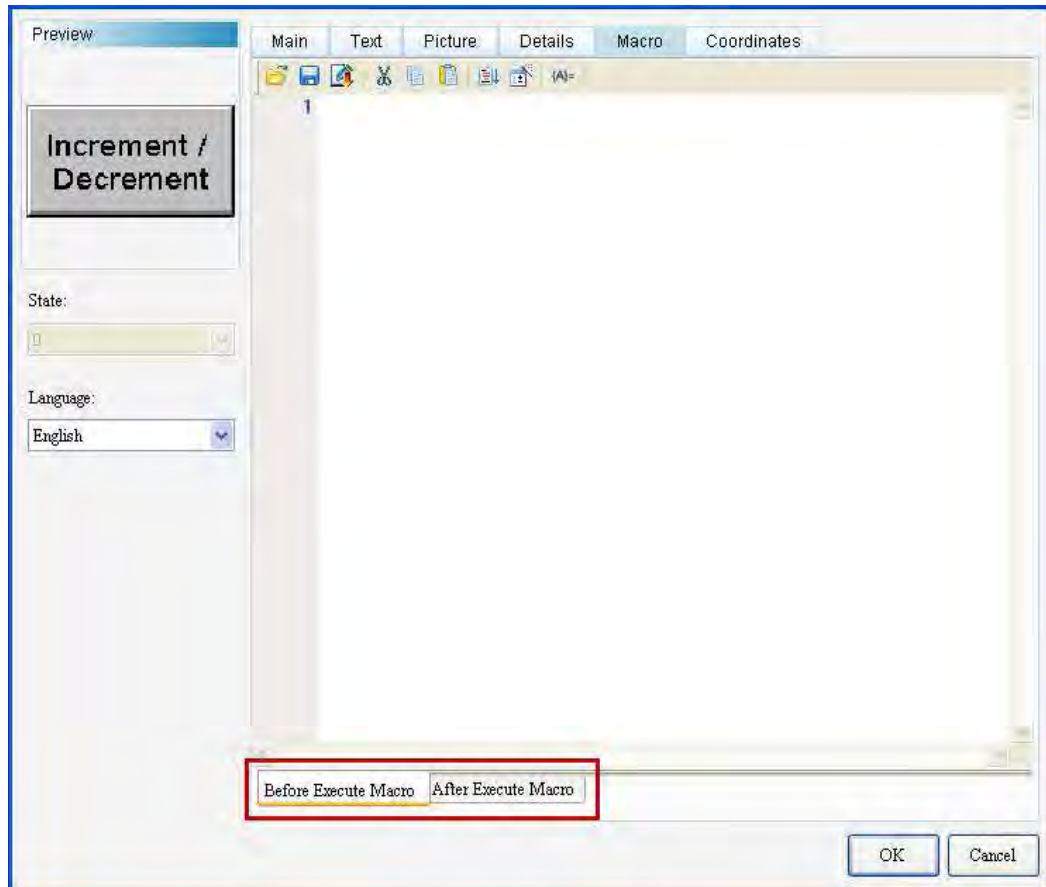 Preview
Main Text Picture Details Macro Coordinates
(A)=
1
Increment /
Decrement
State:
0
Language:
English
Before Execute Macro After Execute Macro
OK Cancel